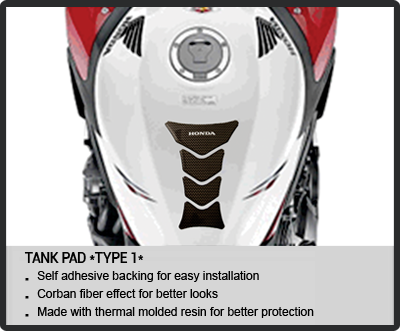 HONDA
TANK PAD *TYPE 1*
. Self adhesive backing for easy installation
. Corban fiber effect for better looks
. Made with thermal molded resin for better protection